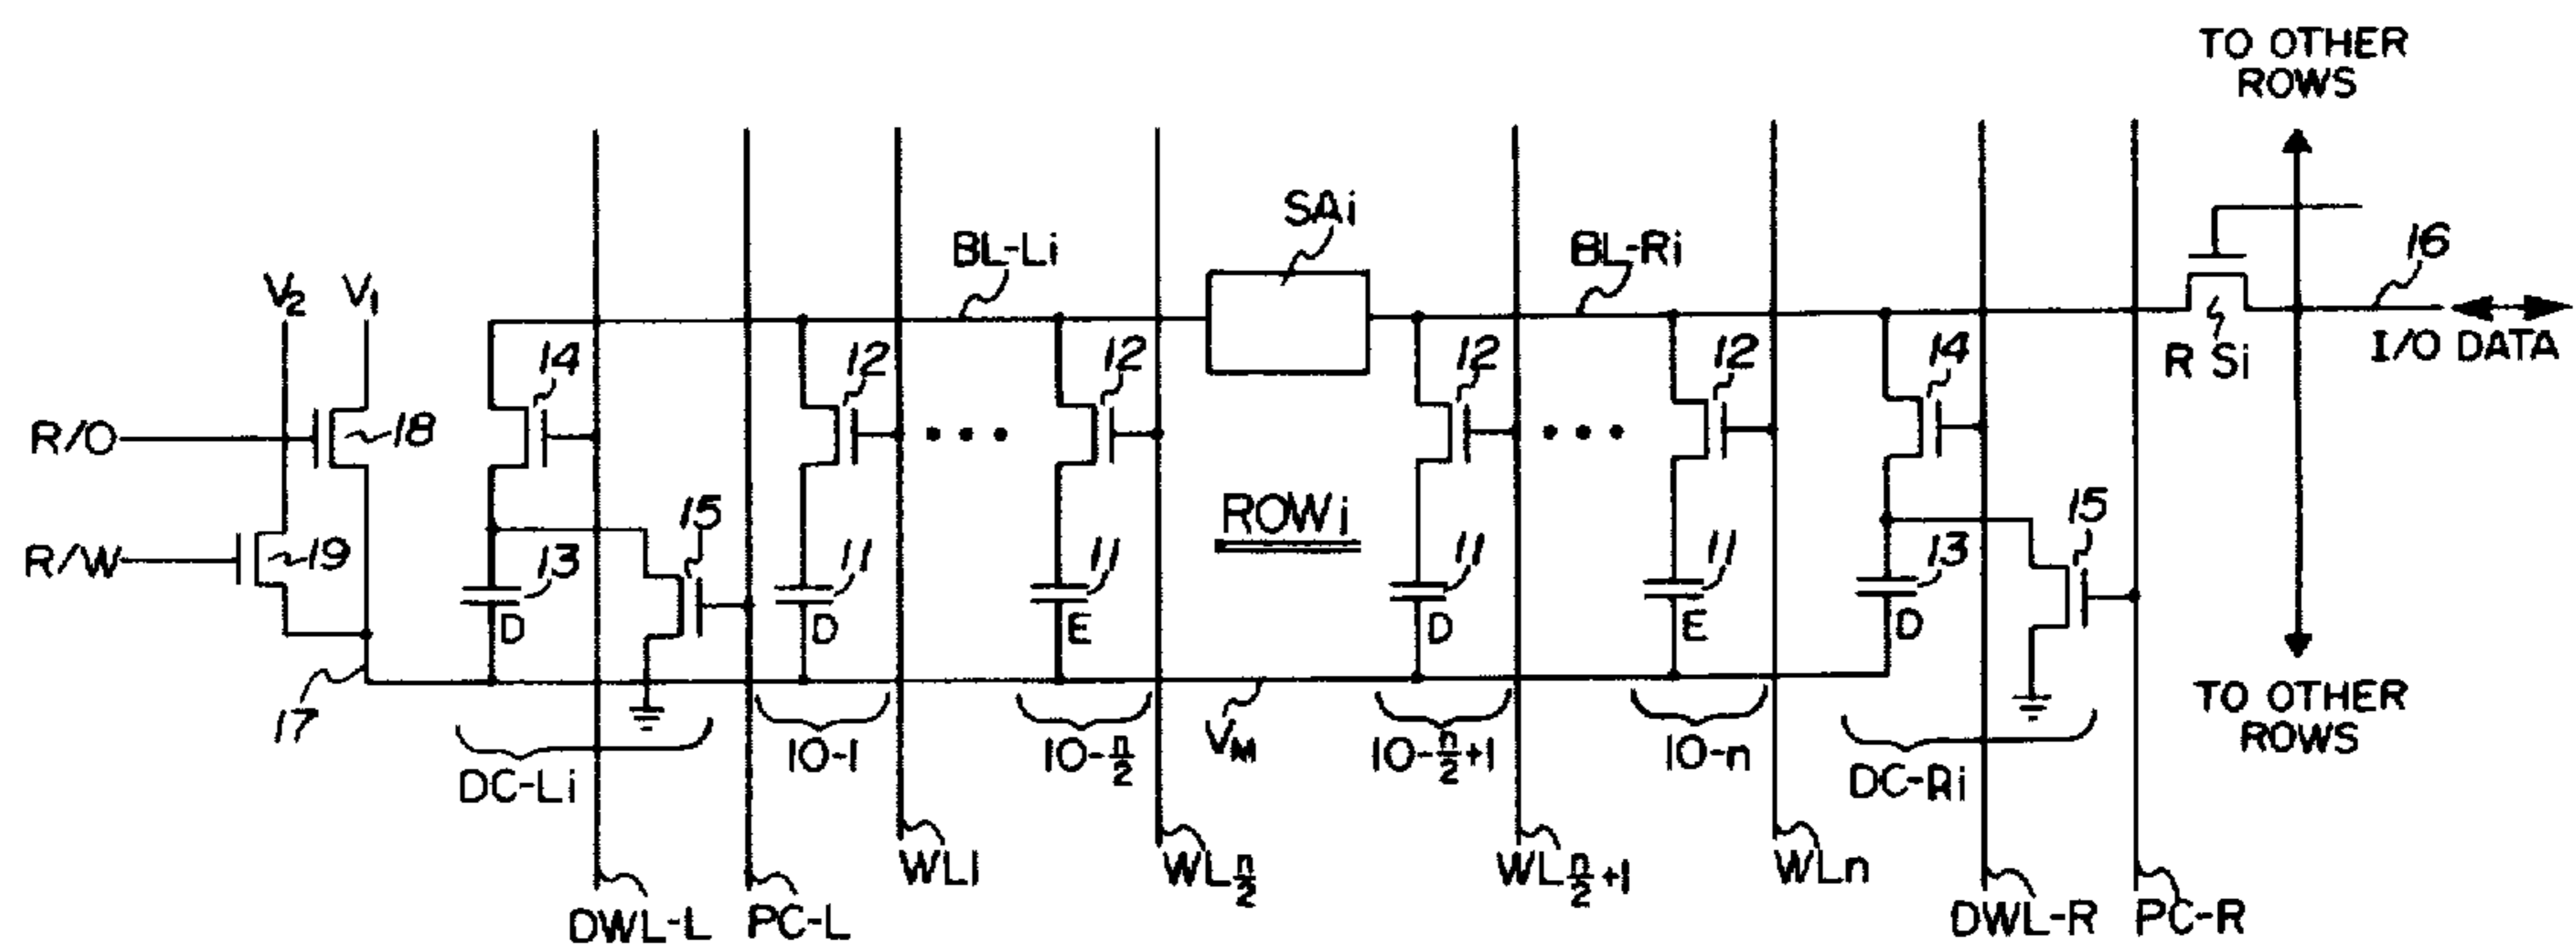 TO OTHER
ROWS
SAi
BL-Li
BL-Ri
16
V2 V1
I/O DATA
R Si
14 12 12 12 12 14
R/O
18
ROWi
15 15
R/W
19
13 11 11 11 11 13
D D E D E D
TO OTHER
ROWS
17
VM
10-1 10-n/2 10-n/2+1 10-n
DC-Li DC-Ri
WL1 WLn/2 WLn/2+1 WLn
DWL-L PC-L DWL-R PC-R